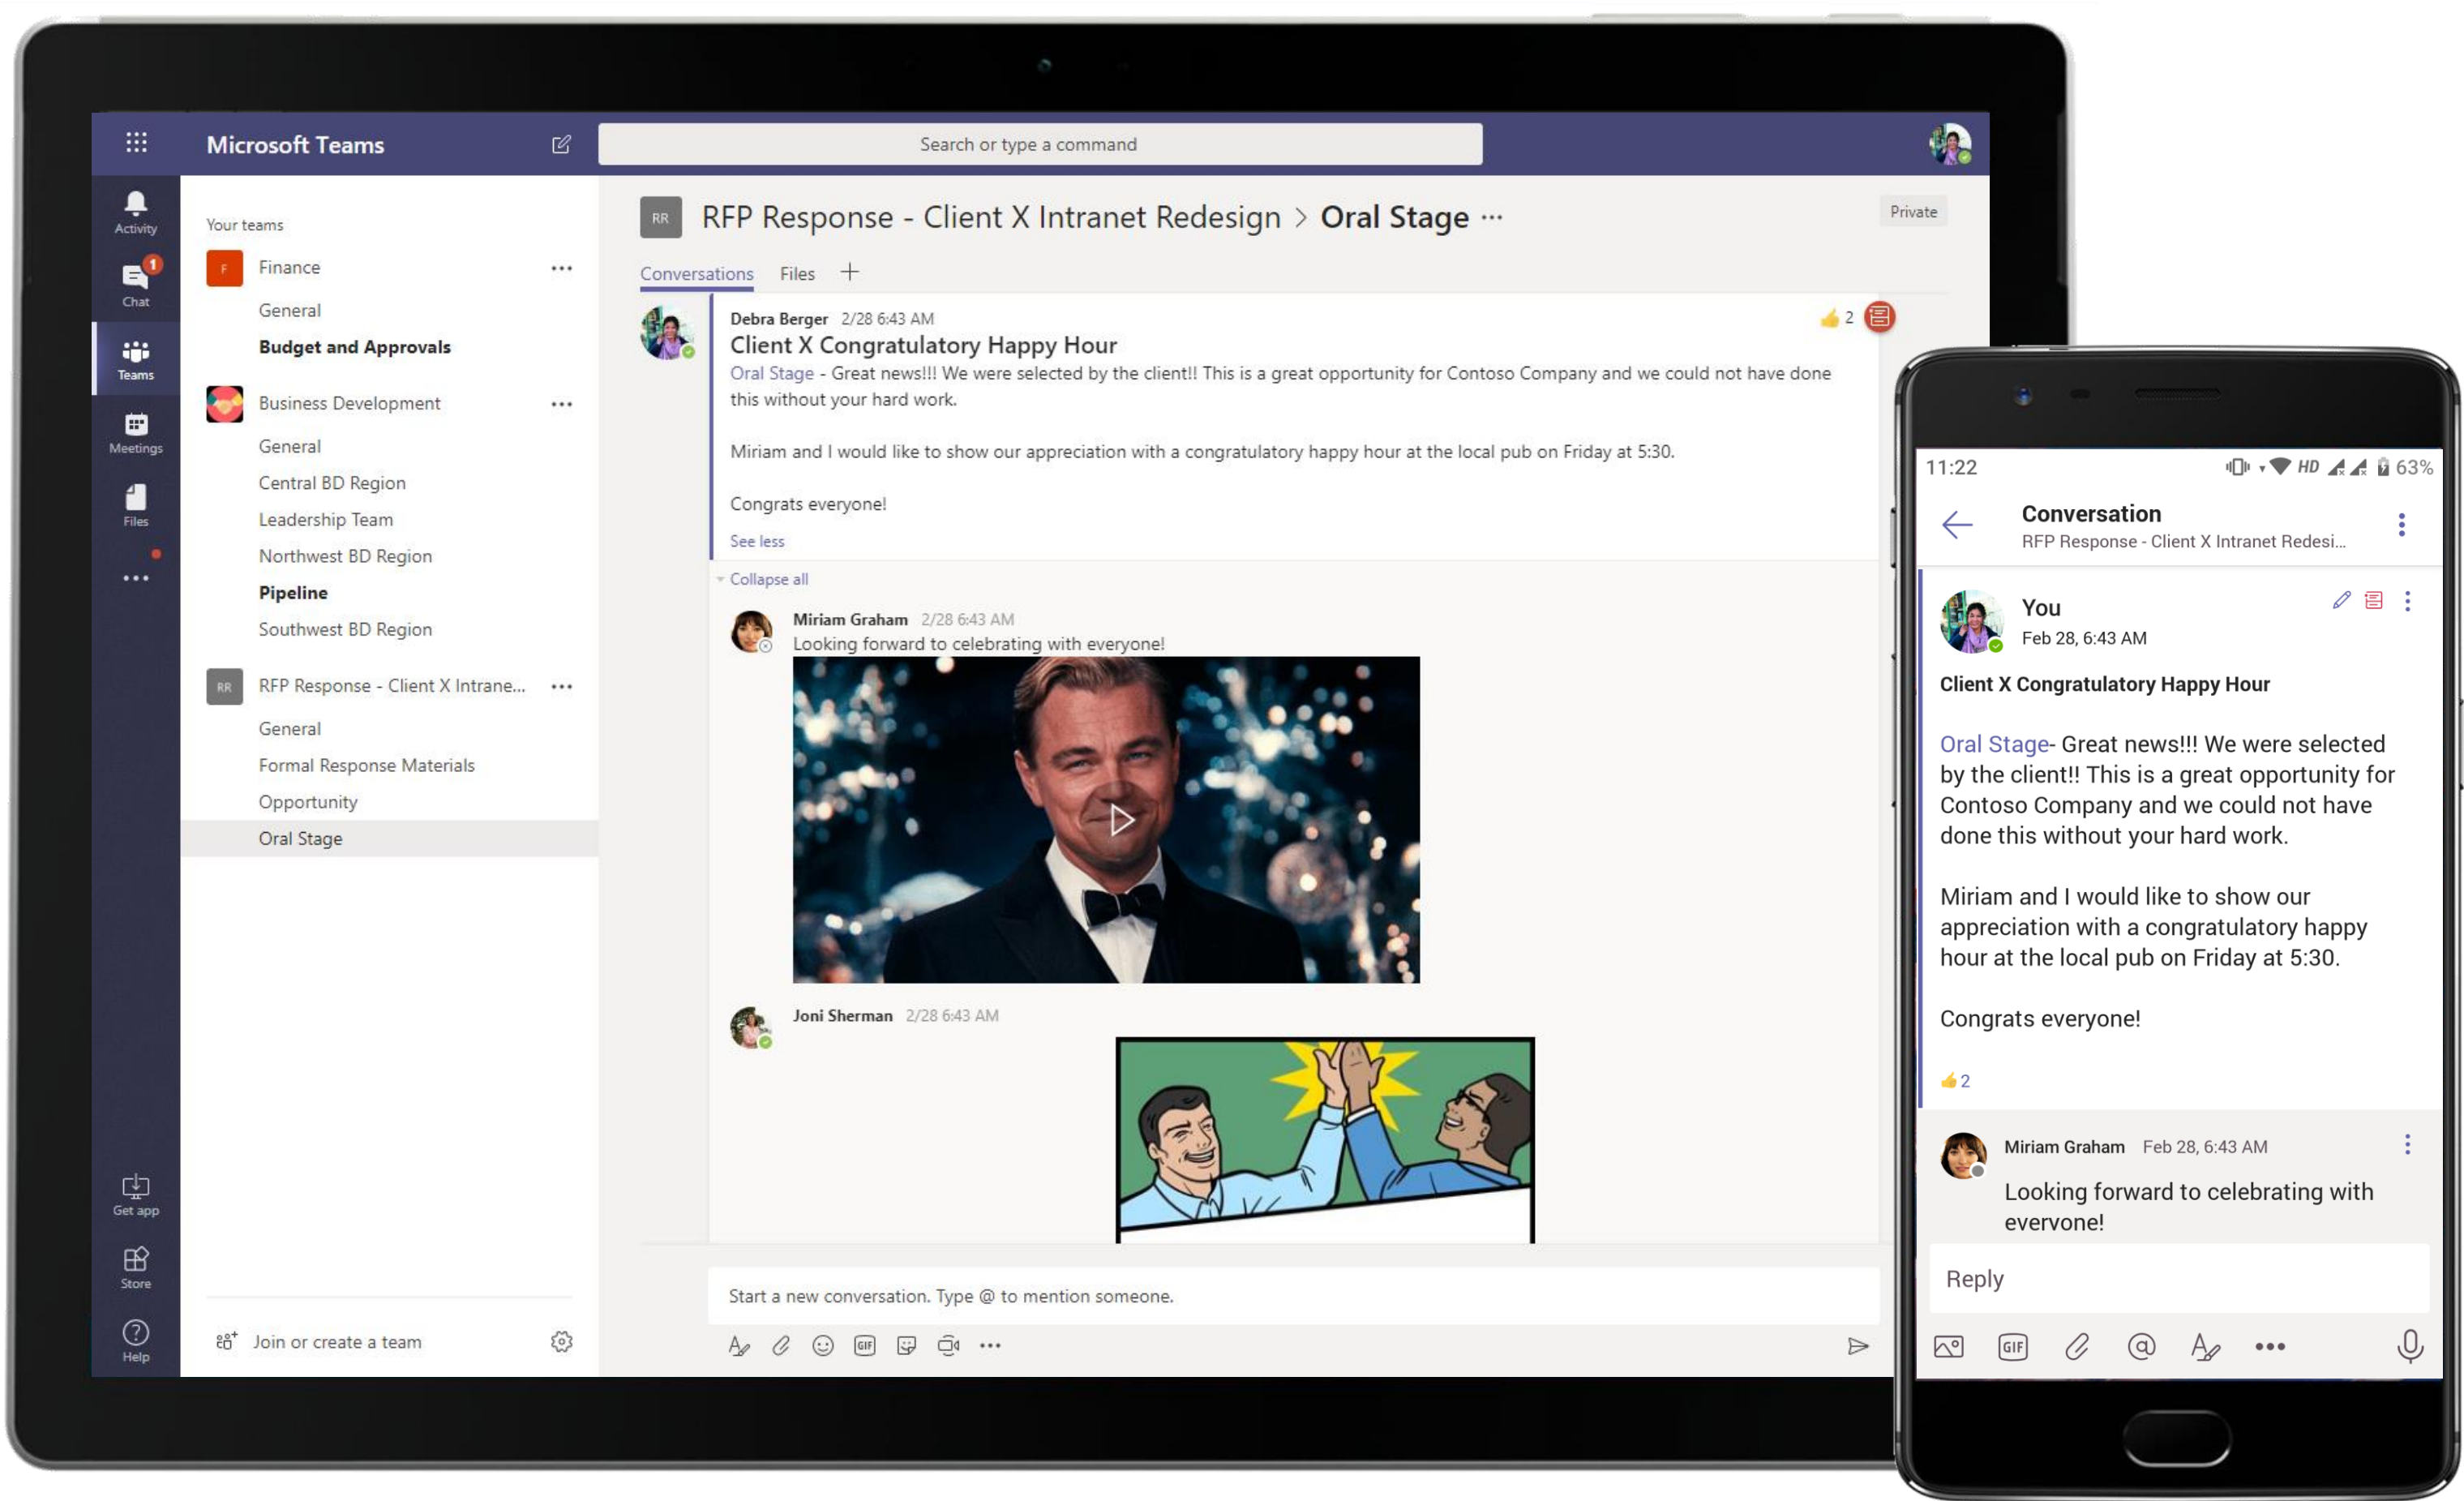 Microsoft Teams
Search or type a command
Activity
1
Chat
Teams
Meetings
Files
Get app
Store
Help
Your teams
F
Finance
General
Budget and Approvals
Business Development
General
Central BD Region
Leadership Team
Northwest BD Region
Pipeline
Southwest BD Region
RR
RFP Response - Client X Intrane...
General
Formal Response Materials
Opportunity
Oral Stage
Join or create a team
RR
RFP Response - Client X Intranet Redesign > Oral Stage ...
Private
Conversations Files +
Debra Berger 2/28 6:43 AM
2
Client X Congratulatory Happy Hour
Oral Stage - Great news!!! We were selected by the client!! This is a great opportunity for Contoso Company and we could not have done
this without your hard work.
Miriam and I would like to show our appreciation with a congratulatory happy hour at the local pub on Friday at 5:30.
Congrats everyone!
See less
Collapse all
Miriam Graham 2/28 6:43 AM
Looking forward to celebrating with everyone!
Joni Sherman 2/28 6:43 AM
Start a new conversation. Type @ to mention someone.
GIF
11:22 HD 63%
Conversation
RFP Response - Client X Intranet Redesi...
You
Feb 28, 6:43 AM
Client X Congratulatory Happy Hour
Oral Stage- Great news!!! We were selected
by the client!! This is a great opportunity for
Contoso Company and we could not have
done this without your hard work.
Miriam and I would like to show our
appreciation with a congratulatory happy
hour at the local pub on Friday at 5:30.
Congrats everyone!
2
Miriam Graham Feb 28, 6:43 AM
Looking forward to celebrating with
everyone!
Reply
GIF @